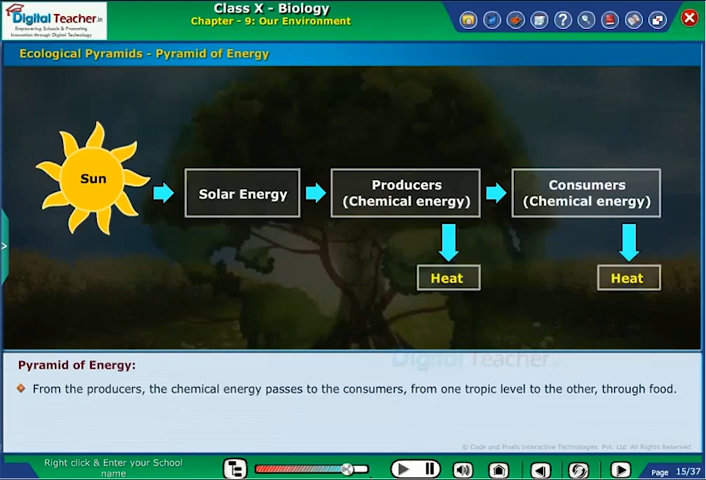 Digital Teacher.in
Empowering Schools & Promoting
Innovation through Digital Technology
Class X - Biology
Chapter - 9: Our Environment
Ecological Pyramids - Pyramid of Energy
Sun
Solar Energy
Producers
(Chemical energy)
Consumers
(Chemical energy)
Heat
Heat
Digital Teacher.in
Pyramid of Energy:
From the producers, the chemical energy passes to the consumers, from one tropic level to the other, through food.
© Code and Pixels Interactive Technologies Pvt. Ltd. All Rights Reserved.
Right click & Enter your School
name
Page 15/37